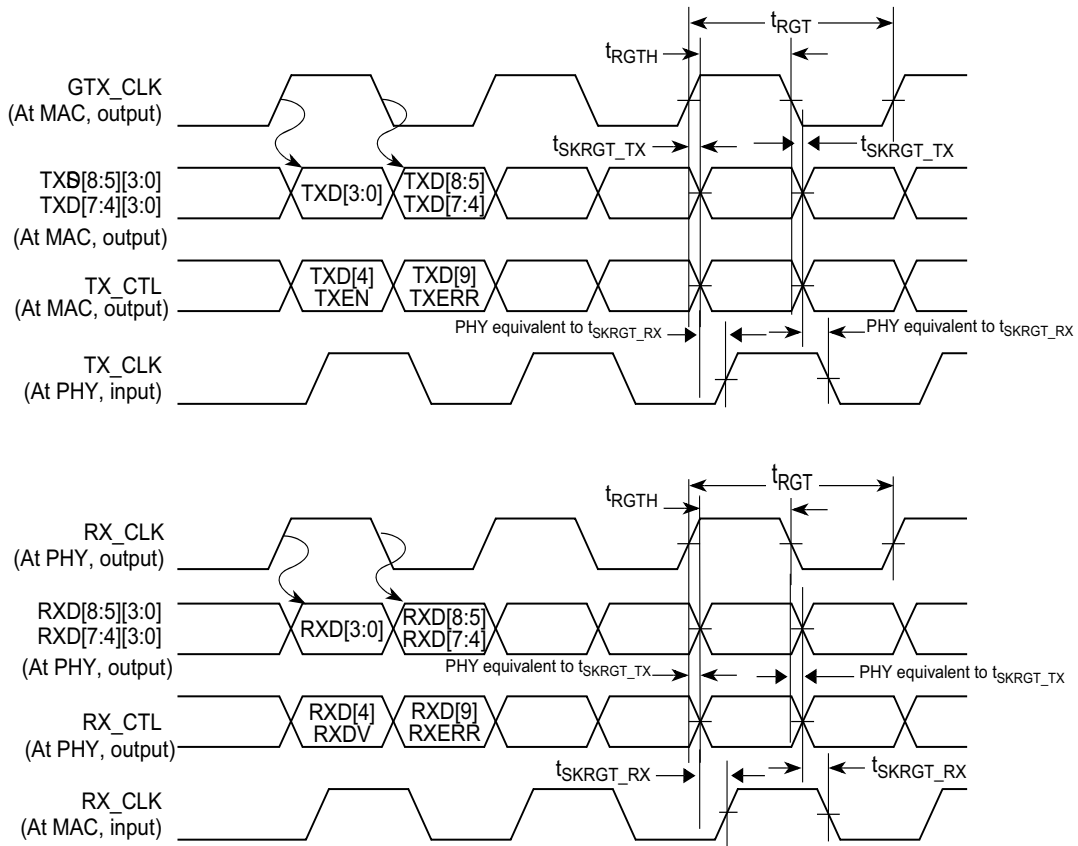 tRGT
tRGTH
GTX_CLK
(At MAC, output)
tSKRGT_TX
tSKRGT_TX
TXD[8:5][3:0]
TXD[7:4][3:0]
(At MAC, output)
TXD[3:0]
TXD[8:5]
TXD[7:4]
TX_CTL
(At MAC, output)
TXD[4]
TXEN
TXD[9]
TXERR
PHY equivalent to tSKRGT_RX
PHY equivalent to tSKRGT_RX
TX_CLK
(At PHY, input)
tRGT
tRGTH
RX_CLK
(At PHY, output)
RXD[8:5][3:0]
RXD[7:4][3:0]
(At PHY, output)
RXD[3:0]
RXD[8:5]
RXD[7:4]
PHY equivalent to tSKRGT_TX
PHY equivalent to tSKRGT_TX
RX_CTL
(At PHY, output)
RXD[4]
RXDV
RXD[9]
RXERR
tSKRGT_RX
tSKRGT_RX
RX_CLK
(At MAC, input)